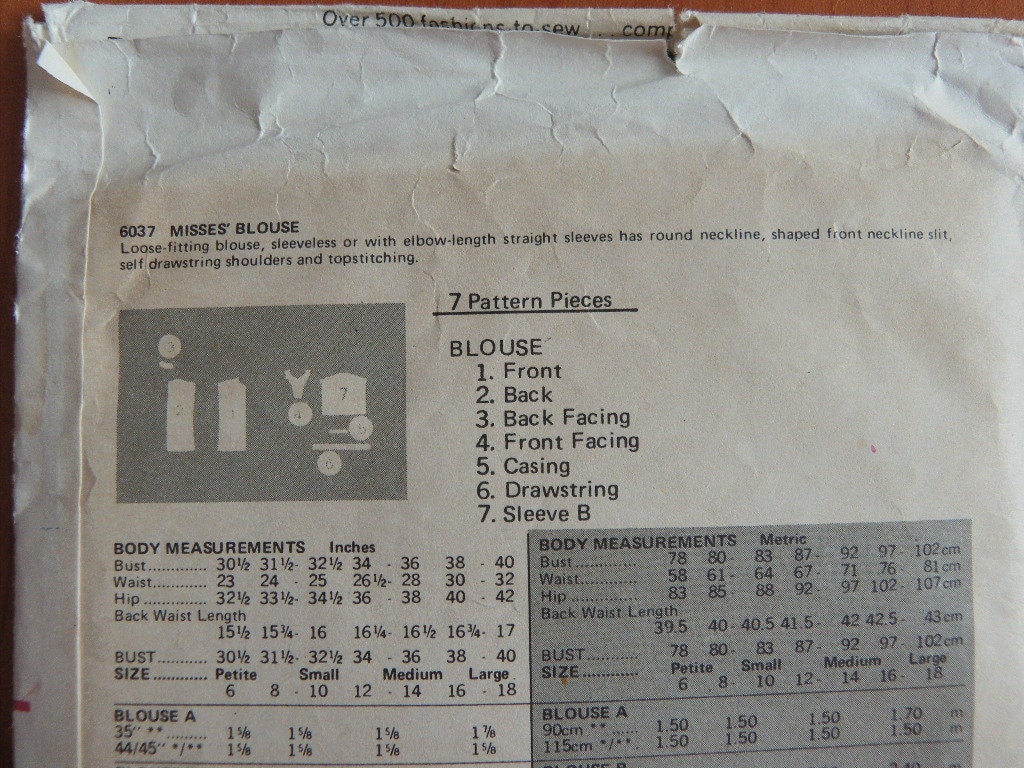 Over 500 fashions to sew . . . comp
6037 MISSES' BLOUSE
Loose-fitting blouse, sleeveless or with elbow-length straight sleeves has round neckline, shaped front neckline slit,
self drawstring shoulders and topstitching.
7 Pattern Pieces
3
2
1
4
7
5
6
BLOUSE
1. Front
2. Back
3. Back Facing
4. Front Facing
5. Casing
6. Drawstring
7. Sleeve B
BODY MEASUREMENTS Inches
Bust............. 30½ 31½- 32½ 34 - 36 38 - 40
Waist............ 23 24 - 25 26½- 28 30 - 32
Hip .............. 32½ 33½- 34½ 36 - 38 40 - 42
Back Waist Length
15½ 15¾- 16 16¼- 16½ 16¾- 17
BUST........... 30½ 31½- 32½ 34 - 36 38 - 40
SIZE ............ Petite Small Medium Large
6 8 - 10 12 - 14 16 - 18
BLOUSE A
35" ** ......... 1⅝ 1⅝ 1⅝ 1⅞
44/45" */** 1⅝ 1⅝ 1⅝ 1⅝
BODY MEASUREMENTS Metric
Bust............. 78 80- 83 87- 92 97- 102cm
Waist............ 58 61- 64 67- 71 76- 81cm
Hip .............. 83 85- 88 92- 97 102- 107cm
Back Waist Length
39.5 40- 40.5 41.5- 42 42.5- 43cm
BUST........... 78 80- 83 87- 92 97- 102cm
SIZE............. Petite Small Medium Large
6 8- 10 12- 14 16- 18
BLOUSE A
90cm ** ...... 1.50 1.50 1.50 1.70 m
115cm */**.. 1.50 1.50 1.50 1.50 m